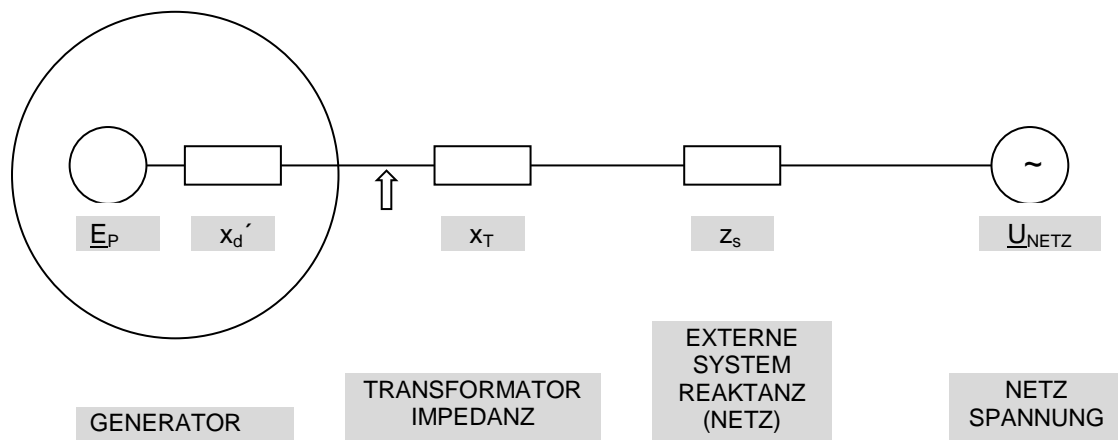 ~
E_P
x_d´
x_T
z_s
U_NETZ
GENERATOR
TRANSFORMATOR
IMPEDANZ
EXTERNE
SYSTEM
REAKTANZ
(NETZ)
NETZ
SPANNUNG